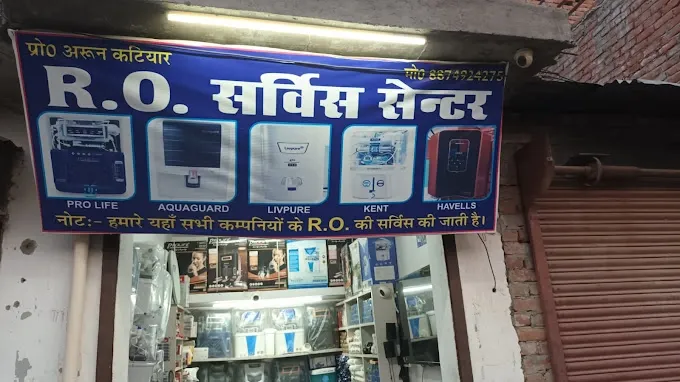 प्रो0 अरून कटियार
मो0 8874924275
R.O. सर्विस सेन्टर
PRO LIFE
AQUAGUARD
LIVPURE
KENT
HAVELLS
नोट:- हमारे यहाँ सभी कम्पनियों के R.O. की सर्विस की जाती है।